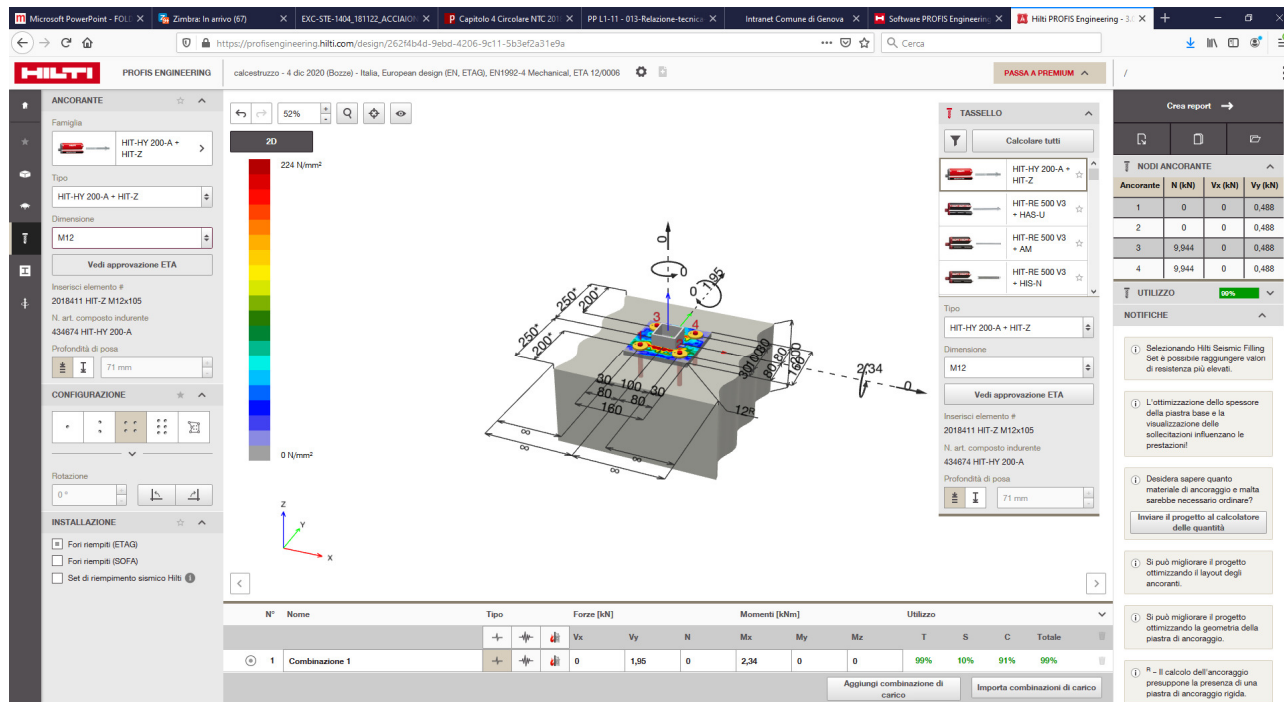 Microsoft PowerPoint - FOLD
Zimbra: In arrivo (67)
EXC-STE-1404_181122_ACCIAION
Capitolo 4 Circolare NTC 201
PP L1-11 - 013-Relazione-tecnica
Intranet Comune di Genova
Software PROFIS Engineering
Hilti PROFIS Engineering - 3.
https://profisengineering.hilti.com/design/262f4b4d-9ebd-4206-9c11-5b3ef2a31e9a
Cerca
HILTI
PROFIS ENGINEERING
calcestruzzo - 4 dic 2020 (Bozze) - Italia, European design (EN, ETAG), EN1992-4 Mechanical, ETA 12/0006
PASSA A PREMIUM
/
ANCORANTE
Famiglia
HIT-HY 200-A +
HIT-Z
Tipo
HIT-HY 200-A + HIT-Z
Dimensione
M12
Vedi approvazione ETA
Inserisci elemento #
2018411 HIT-Z M12x105
N. art. composto indurente
434674 HIT-HY 200-A
Profondità di posa
71 mm
CONFIGURAZIONE
Rotazione
0 °
INSTALLAZIONE
Fori riempiti (ETAG)
Fori riempiti (SOFA)
Set di riempimento sismico Hilti
52%
2D
224 N/mm²
0 N/mm²
0
0
0
1,95
250*
200*
250*
200*
3
4
2
2,34
0
30 100 30
80 80
160
12R
∞
∞
∞
∞
Z
Y
X
TASSELLO
Calcolare tutti
HIT-HY 200-A +
HIT-Z
HIT-RE 500 V3
+ HAS-U
HIT-RE 500 V3
+ AM
HIT-RE 500 V3
+ HIS-N
Tipo
HIT-HY 200-A + HIT-Z
Dimensione
M12
Vedi approvazione ETA
Inserisci elemento #
2018411 HIT-Z M12x105
N. art. composto indurente
434674 HIT-HY 200-A
Profondità di posa
71 mm
Crea report
NODI ANCORANTE
Ancorante N (kN) Vx (kN) Vy (kN)
1 0 0 0,488
2 0 0 0,488
3 9,944 0 0,488
4 9,944 0 0,488
UTILIZZO 99%
NOTIFICHE
Selezionando Hilti Seismic Filling
Set è possibile raggiungere valori
di resistenza più elevati.
L'ottimizzazione dello spessore
della piastra base e la
visualizzazione delle
sollecitazioni influenzano le
prestazioni!
Desidera sapere quanto
materiale di ancoraggio e malta
sarebbe necessario ordinare?
Inviare il progetto al calcolatore
delle quantità
Si può migliorare il progetto
ottimizzando il layout degli
ancoranti.
Si può migliorare il progetto
ottimizzando la geometria della
piastra di ancoraggio.
R - Il calcolo dell'ancoraggio
presuppone la presenza di una
piastra di ancoraggio rigida.
N° Nome Tipo Forze [kN] Momenti [kNm] Utilizzo
Vx Vy N Mx My Mz T S C Totale
1 Combinazione 1 0 1,95 0 2,34 0 0 99% 10% 91% 99%
Aggiungi combinazione di
carico
Importa combinazioni di carico